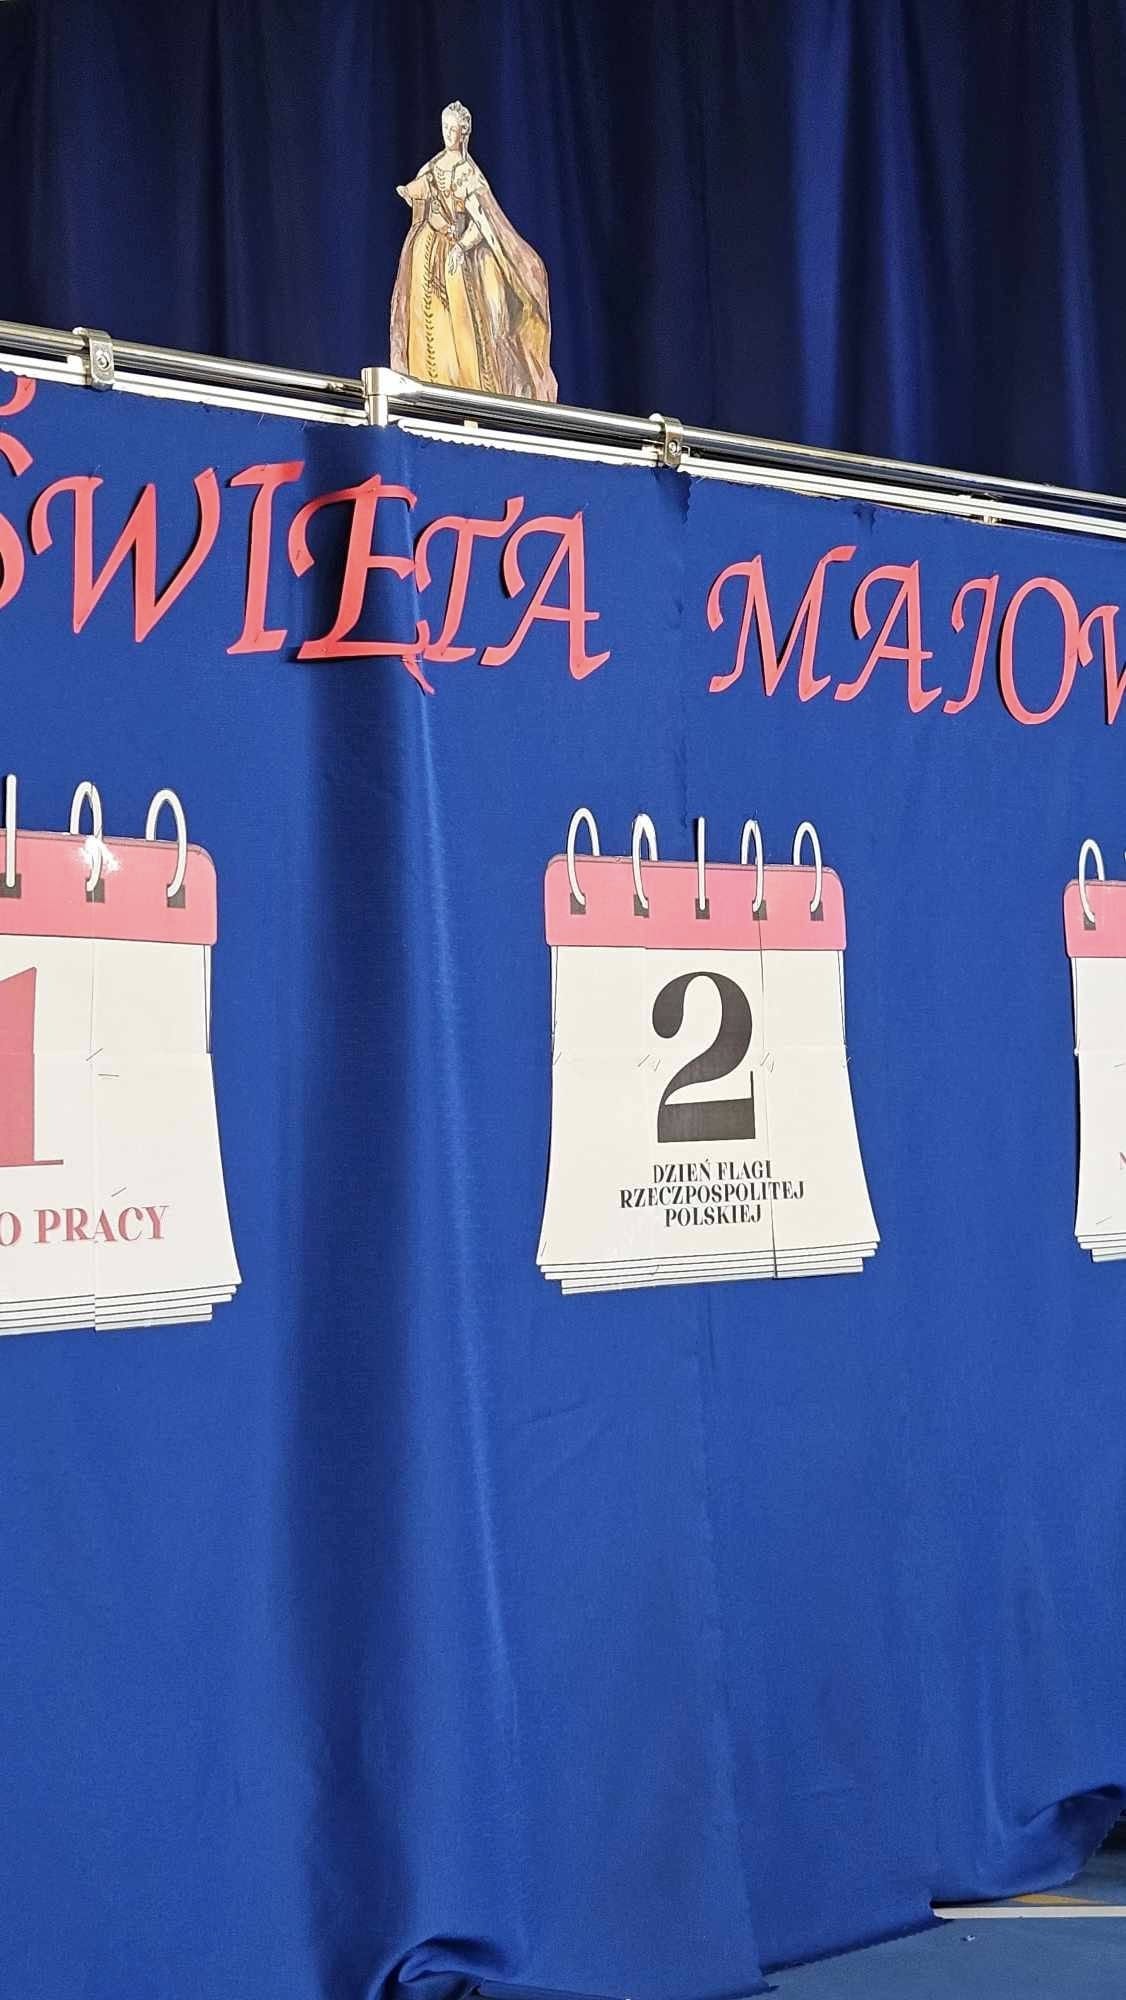 ŚWIĘTA MAJOW
1
O PRACY
2
DZIEŃ FLAGI
RZECZPOSPOLITEJ
POLSKIEJ